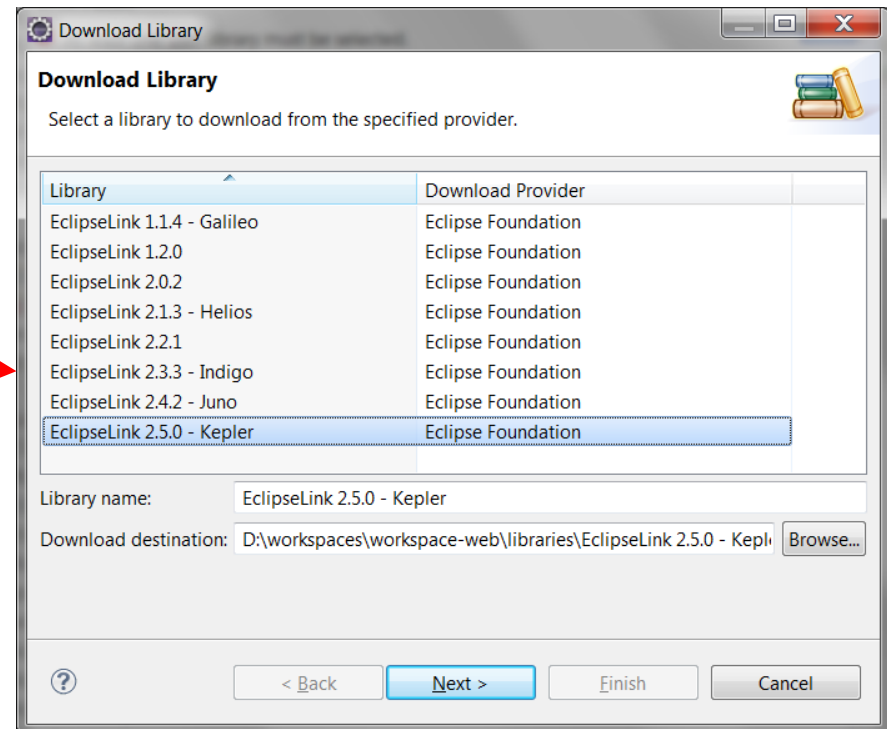 Download Library
Download Library
Select a library to download from the specified provider.
Library Download Provider
EclipseLink 1.1.4 - Galileo Eclipse Foundation
EclipseLink 1.2.0 Eclipse Foundation
EclipseLink 2.0.2 Eclipse Foundation
EclipseLink 2.1.3 - Helios Eclipse Foundation
EclipseLink 2.2.1 Eclipse Foundation
EclipseLink 2.3.3 - Indigo Eclipse Foundation
EclipseLink 2.4.2 - Juno Eclipse Foundation
EclipseLink 2.5.0 - Kepler Eclipse Foundation
Library name: EclipseLink 2.5.0 - Kepler
Download destination: D:\workspaces\workspace-web\libraries\EclipseLink 2.5.0 - Keple Browse...
? < Back Next > Finish Cancel